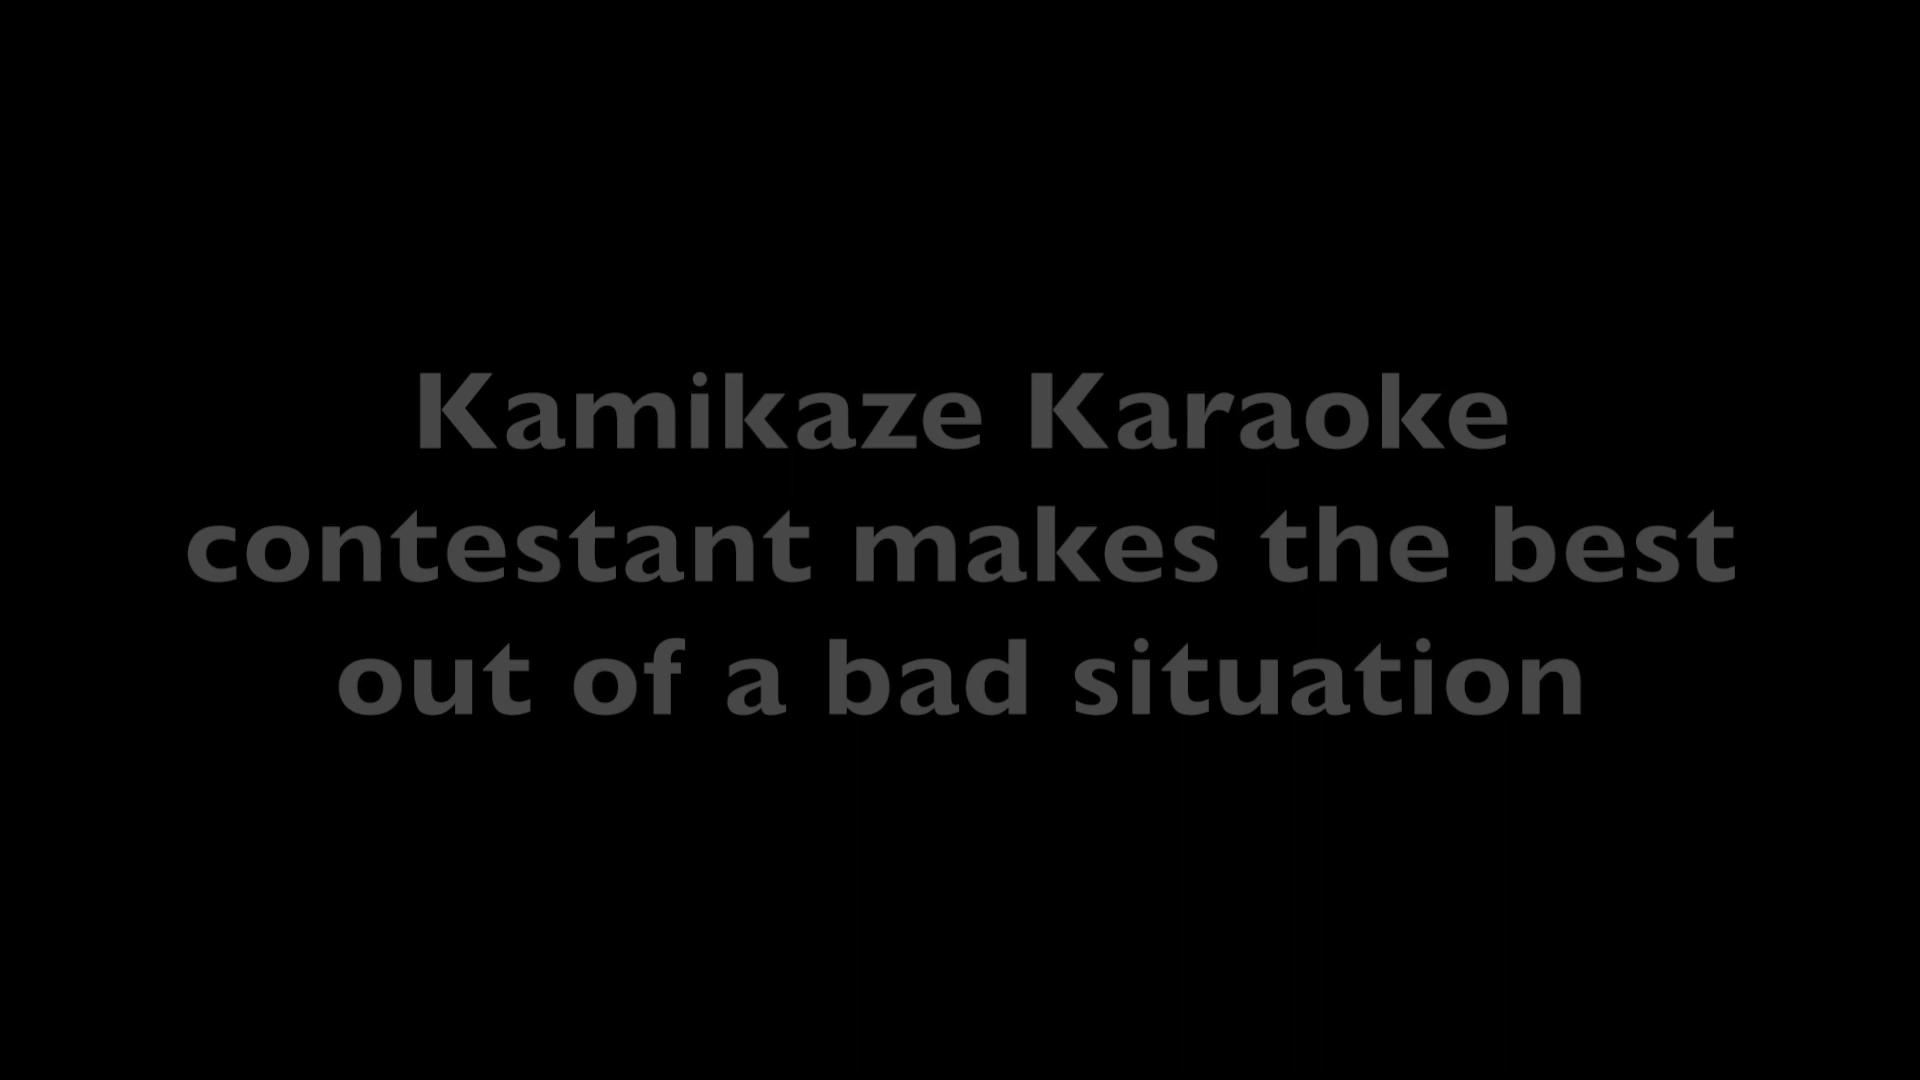 Kamikaze Karaoke
contestant makes the best
out of a bad situation